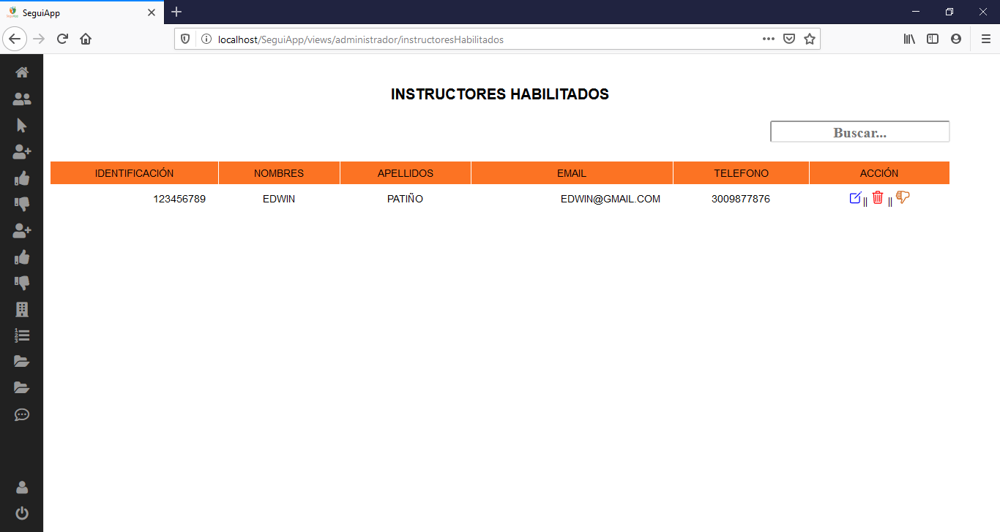 SeguiApp
localhost/SeguiApp/views/administrador/instructoresHabilitados
INSTRUCTORES HABILITADOS
Buscar...
IDENTIFICACIÓN NOMBRES APELLIDOS EMAIL TELEFONO ACCIÓN
123456789 EDWIN PATIÑO EDWIN@GMAIL.COM 3009877876 || ||